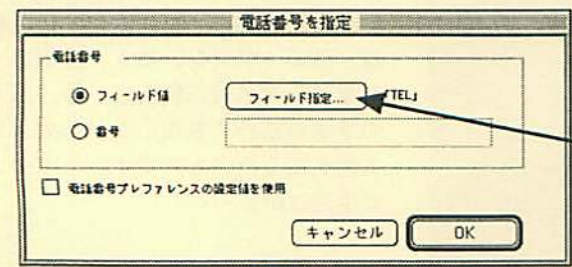 電話番号を指定
電話番号
フィールド値 フィールド指定... 「TEL」
番号
電話番号プレファレンスの設定値を使用
キャンセル OK